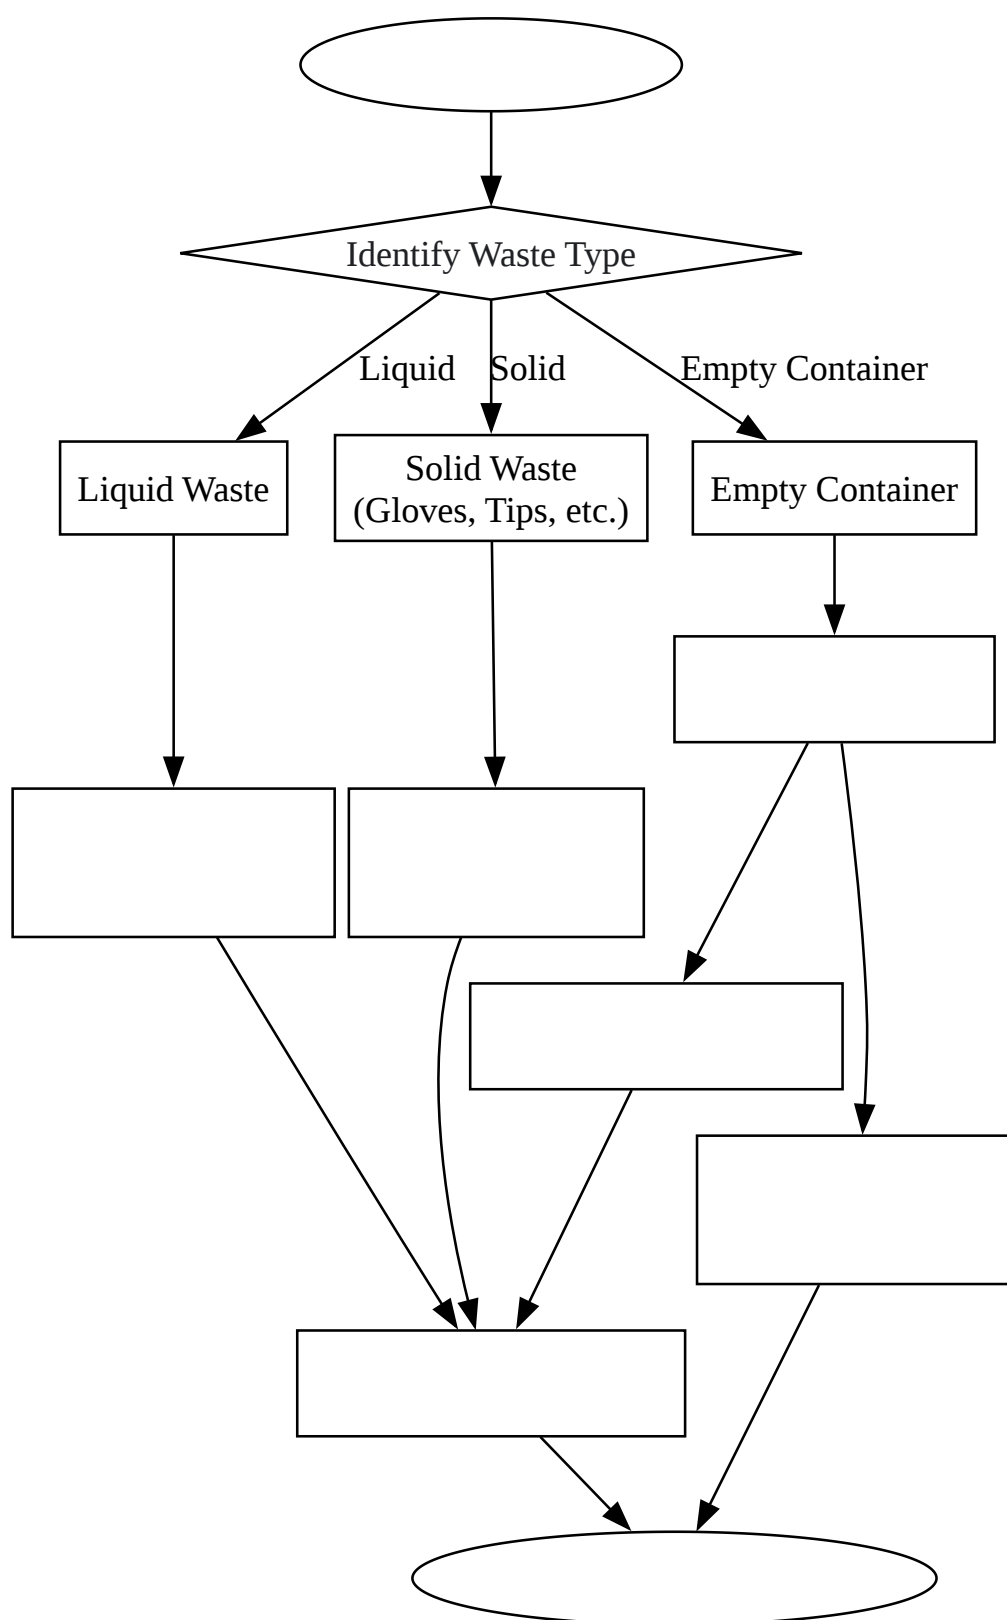 Identify Waste Type
Liquid
Solid
Empty Container
Liquid Waste
Solid Waste
(Gloves, Tips, etc.)
Empty Container